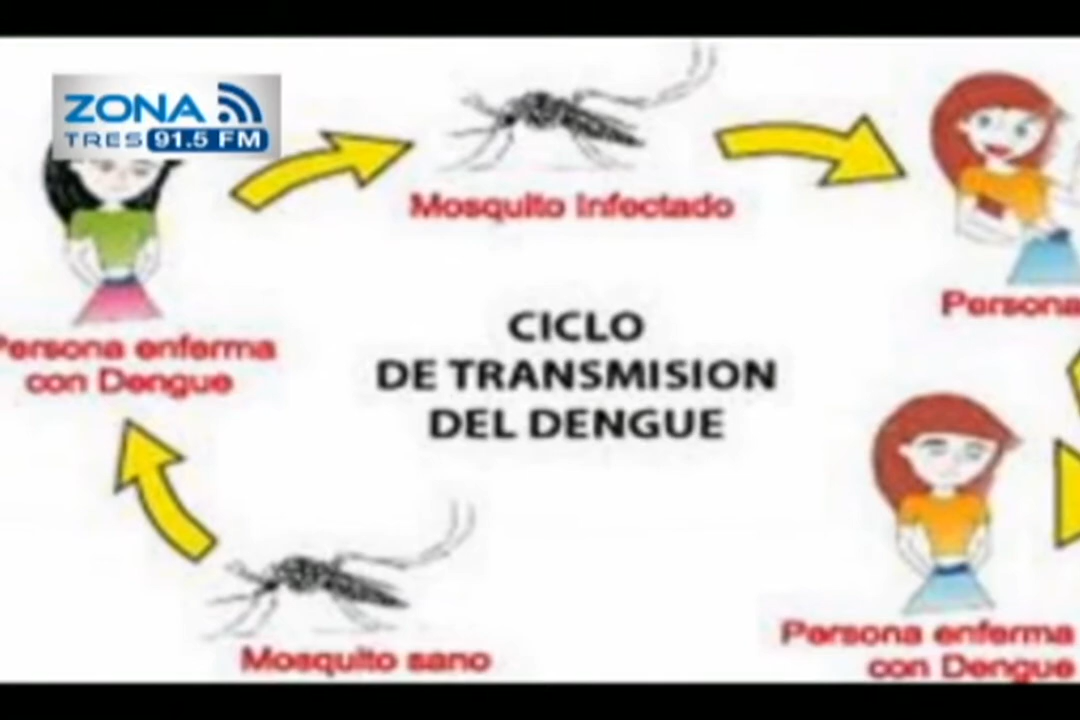 ZONA
TRES 91.5 FM
Mosquito Infectado
Persona
Persona enferma
con Dengue
CICLO
DE TRANSMISION
DEL DENGUE
Mosquito sano
Persona enferma
con Dengue